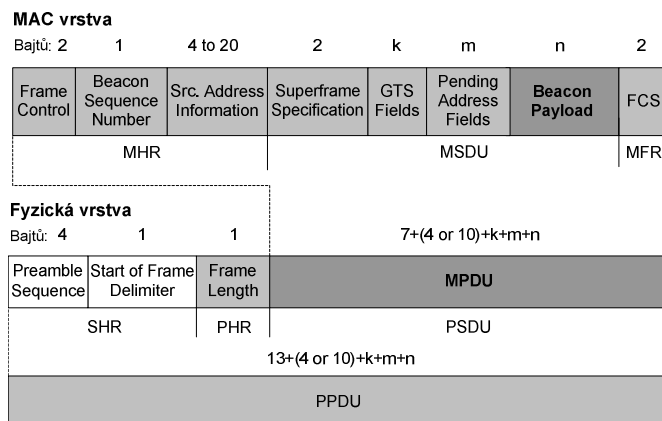 MAC vrstva
Bajtů: 2 1 4 to 20 2 k m n 2
Frame Control
Beacon Sequence Number
Src. Address Information
Superframe Specification
GTS Fields
Pending Address Fields
Beacon Payload
FCS
MHR MSDU MFR
Fyzická vrstva
Bajtů: 4 1 1 7+(4 or 10)+k+m+n
Preamble Sequence
Start of Frame Delimiter
Frame Length
MPDU
SHR PHR PSDU
13+(4 or 10)+k+m+n
PPDU